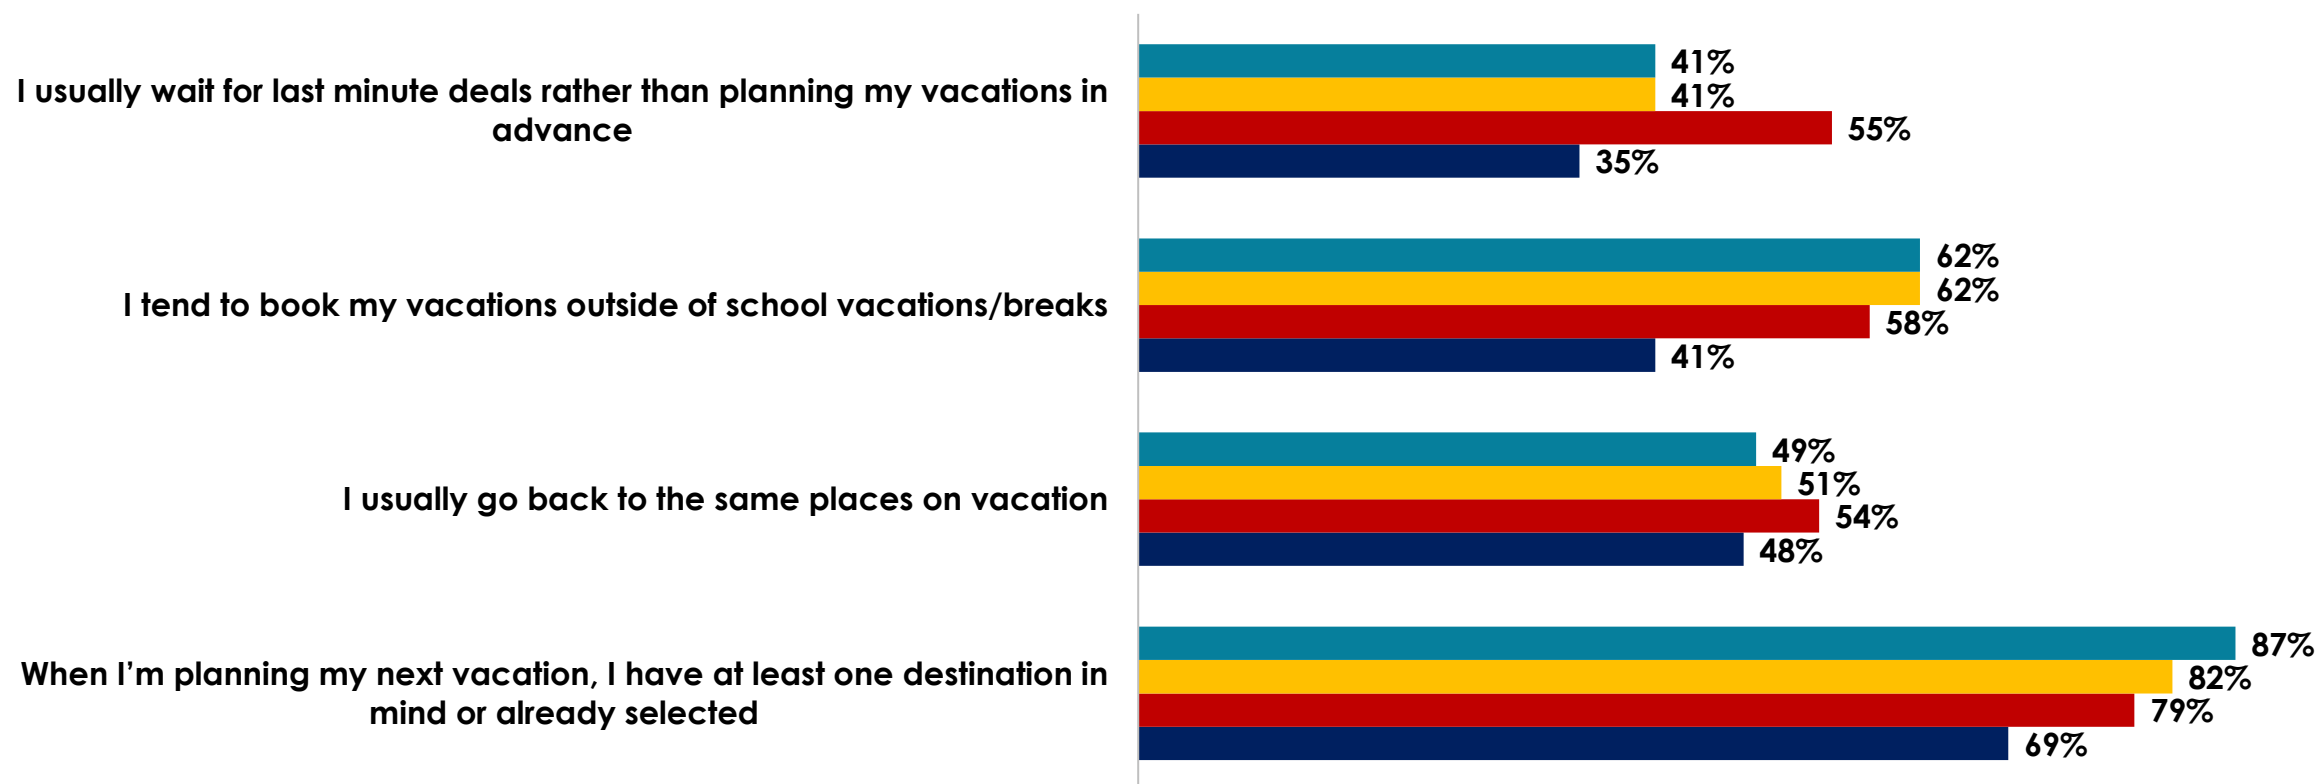 I usually wait for last minute deals rather than planning my vacations in
advance
41%
41%
55%
35%
I tend to book my vacations outside of school vacations/breaks
62%
62%
58%
41%
I usually go back to the same places on vacation
49%
51%
54%
48%
When I’m planning my next vacation, I have at least one destination in
mind or already selected
87%
82%
79%
69%